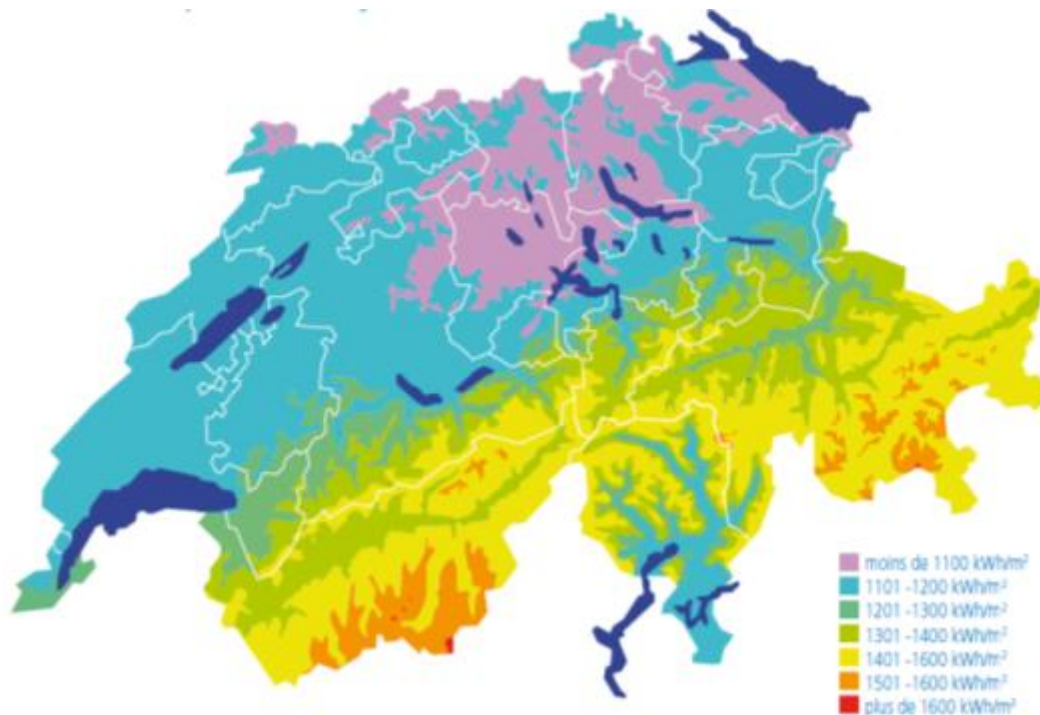 moins de 1100 kWh/m²
1101 -1200 kWh/m²
1201 -1300 kWh/m²
1301 -1400 kWh/m²
1401 -1600 kWh/m²
1501 -1600 kWh/m²
plus de 1600 kWh/m²